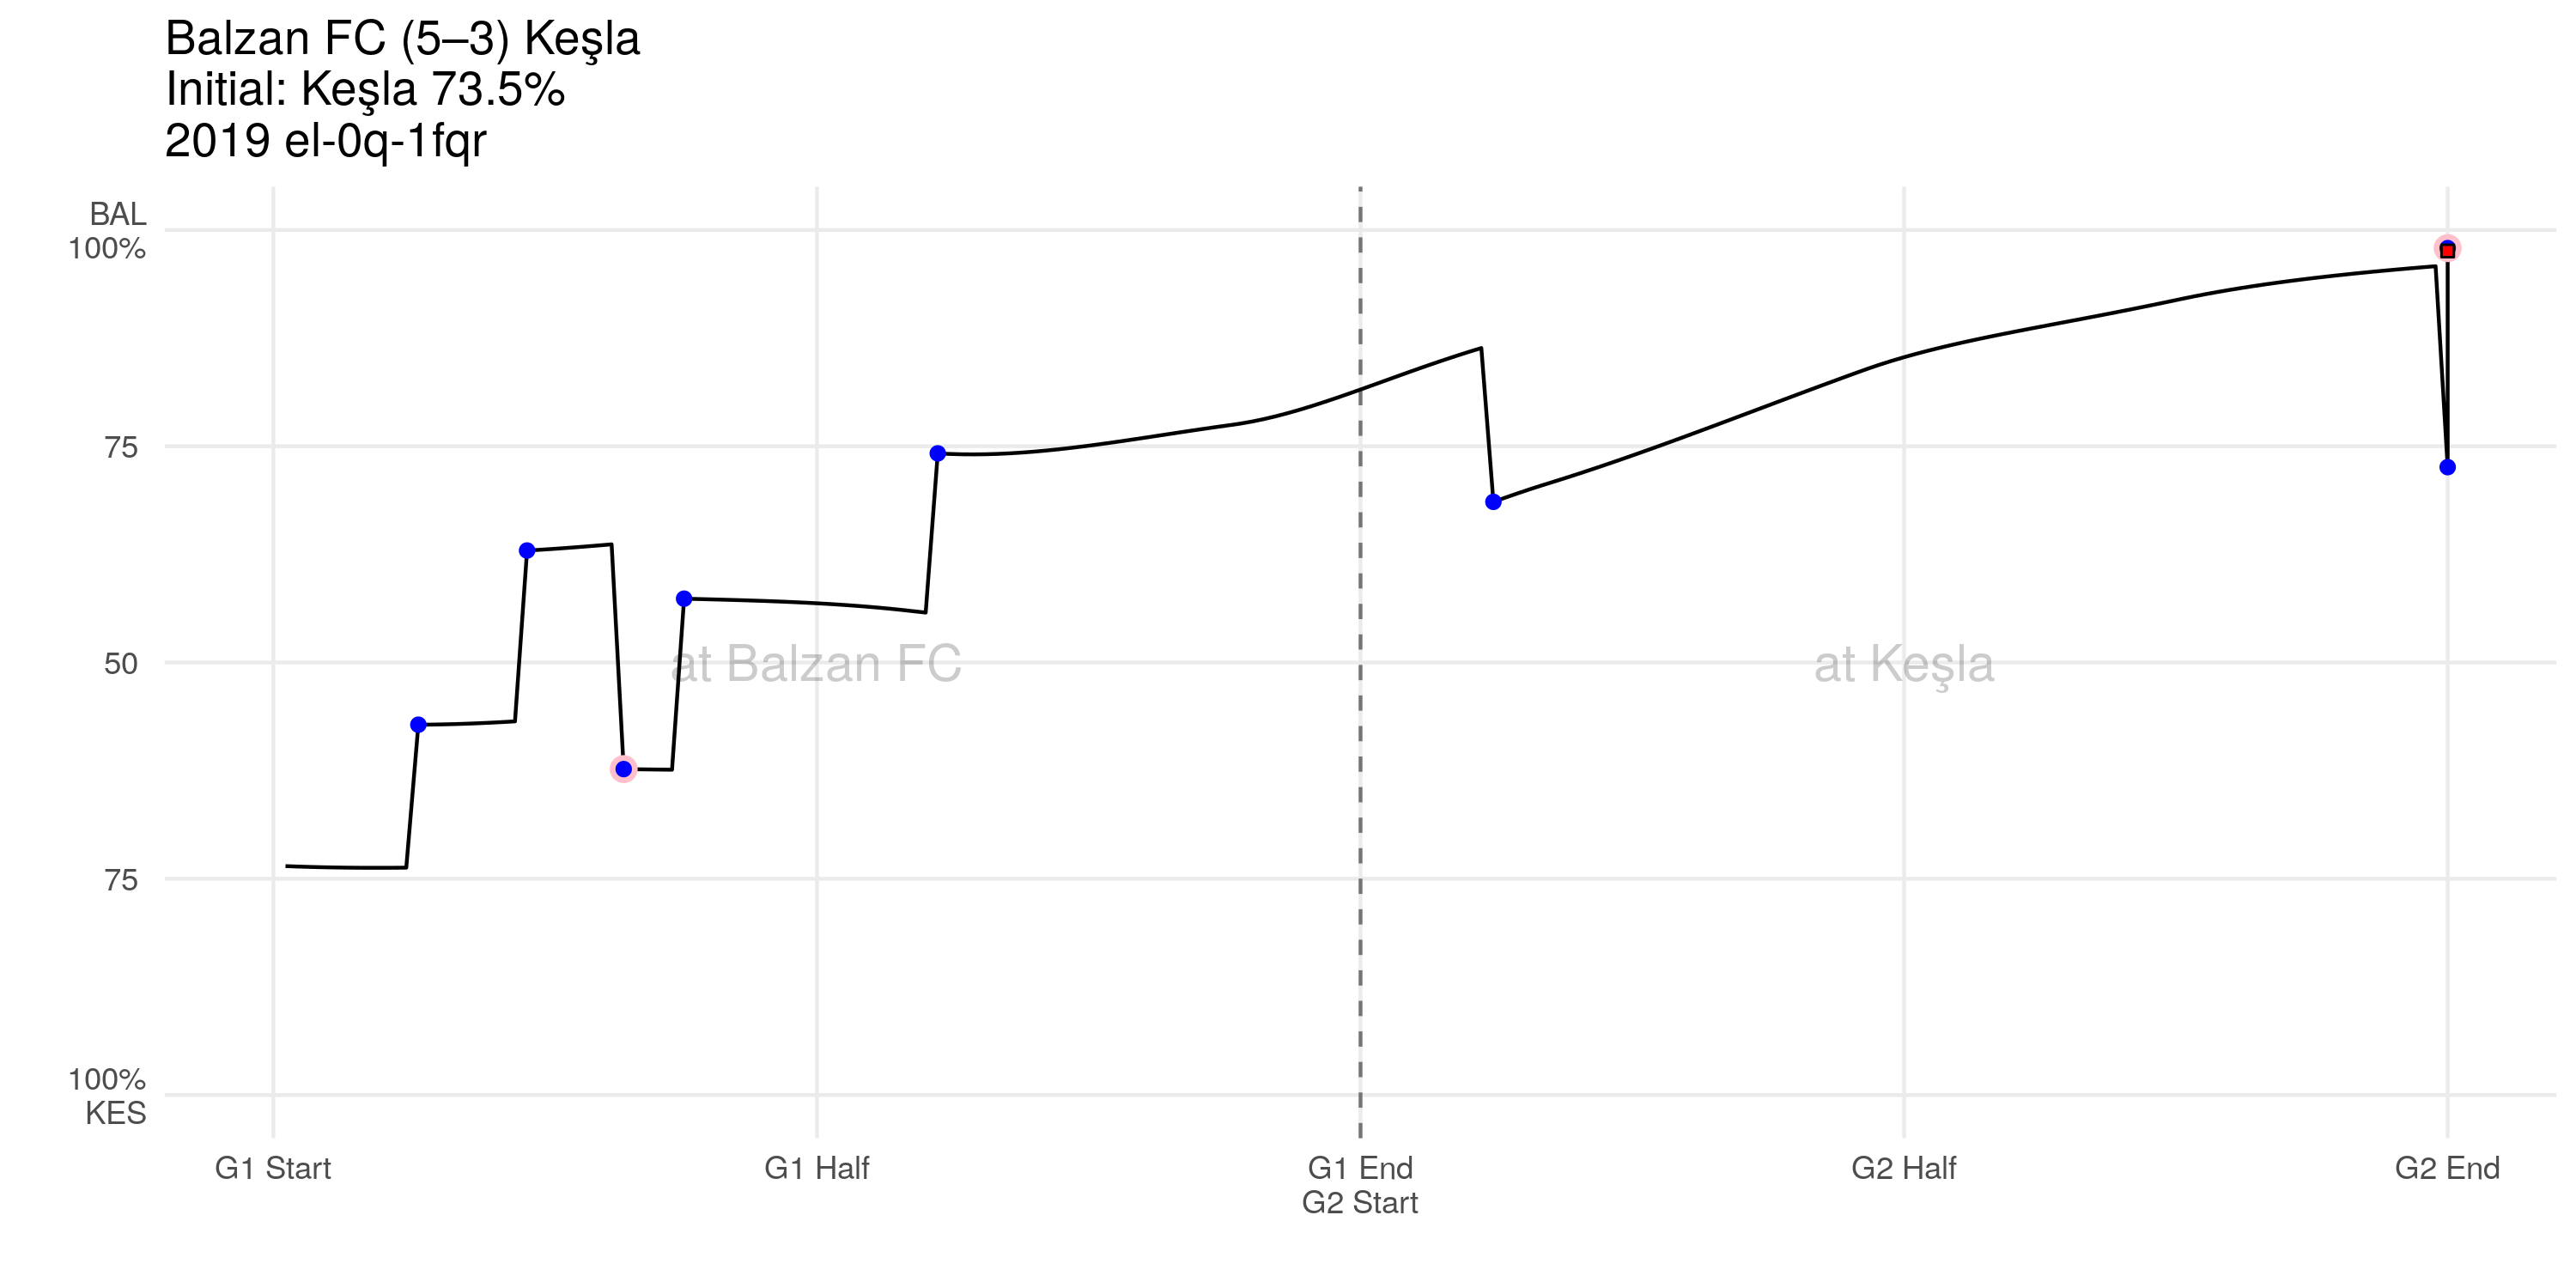 Balzan FC (5–3) Keşla
Initial: Keşla 73.5%
2019 el-0q-1fqr
BAL
100%
75
50
75
100%
KES
at Balzan FC
at Keşla
G1 Start
G1 Half
G1 End
G2 Start
G2 Half
G2 End